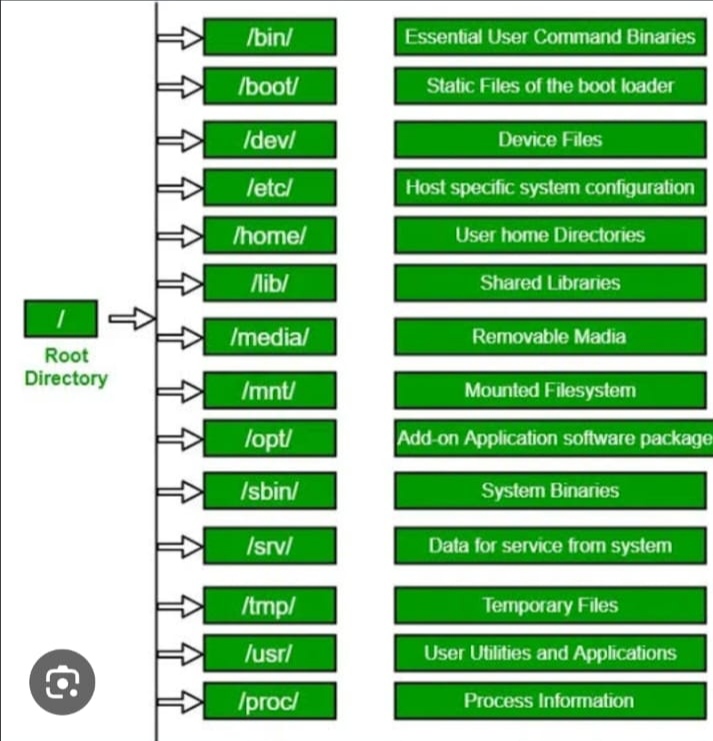 /bin/ Essential User Command Binaries
/boot/ Static Files of the boot loader
/dev/ Device Files
/etc/ Host specific system configuration
/home/ User home Directories
/lib/ Shared Libraries
/
Root
Directory
/media/ Removable Madia
/mnt/ Mounted Filesystem
/opt/ Add-on Application software package
/sbin/ System Binaries
/srv/ Data for service from system
/tmp/ Temporary Files
/usr/ User Utilities and Applications
/proc/ Process Information